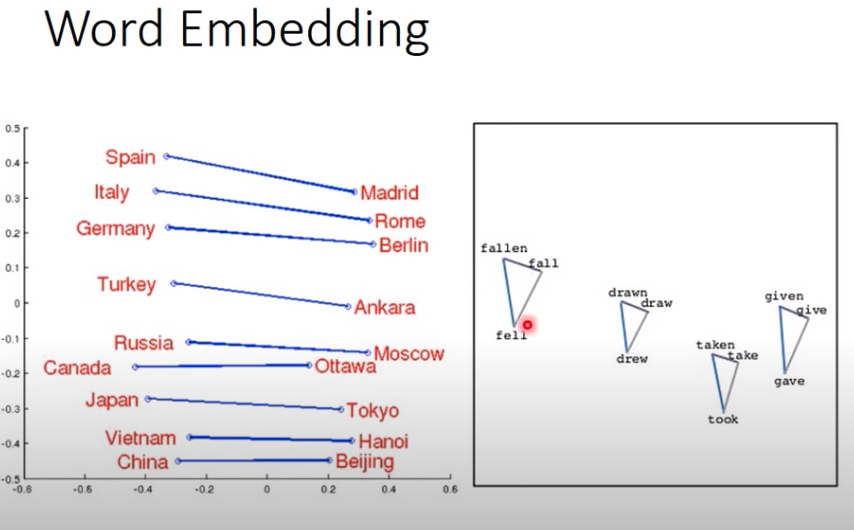 Word Embedding
0.5
0.4
0.3
0.2
0.1
0
-0.1
-0.2
-0.3
-0.4
-0.5
-0.8 -0.6 -0.4 -0.2 0 0.2 0.4 0.6
Spain Madrid
Italy Rome
Germany Berlin
Turkey Ankara
Russia Moscow
Canada Ottawa
Japan Tokyo
Vietnam Hanoi
China Beijing
fallen
fall
fell
drawn
draw
drew
taken
take
took
given
give
gave